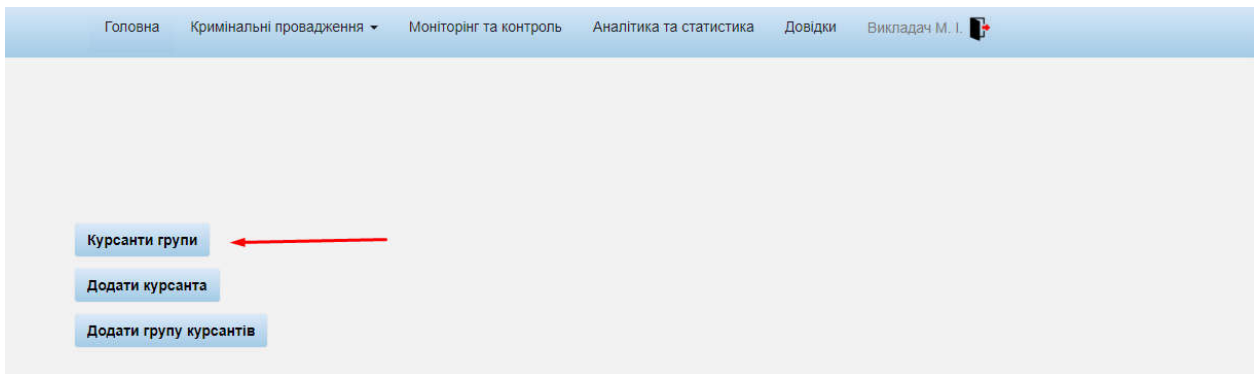 Головна Кримінальні провадження Моніторінг та контроль Аналітика та статистика Довідки Викладач М. І.
Курсанти групи
Додати курсанта
Додати групу курсантів